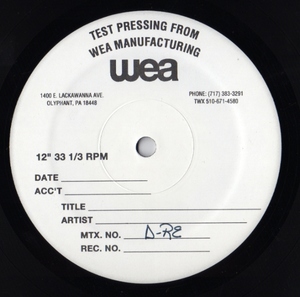 TEST PRESSING FROM
WEA MANUFACTURING
wea
1400 E. LACKAWANNA AVE.
OLYPHANT, PA 18448
PHONE: (717) 383-3291
TWX 510-671-4580
12" 33 1/3 RPM
DATE
ACC'T
TITLE
ARTIST
MTX. NO. D-RE
REC. NO.